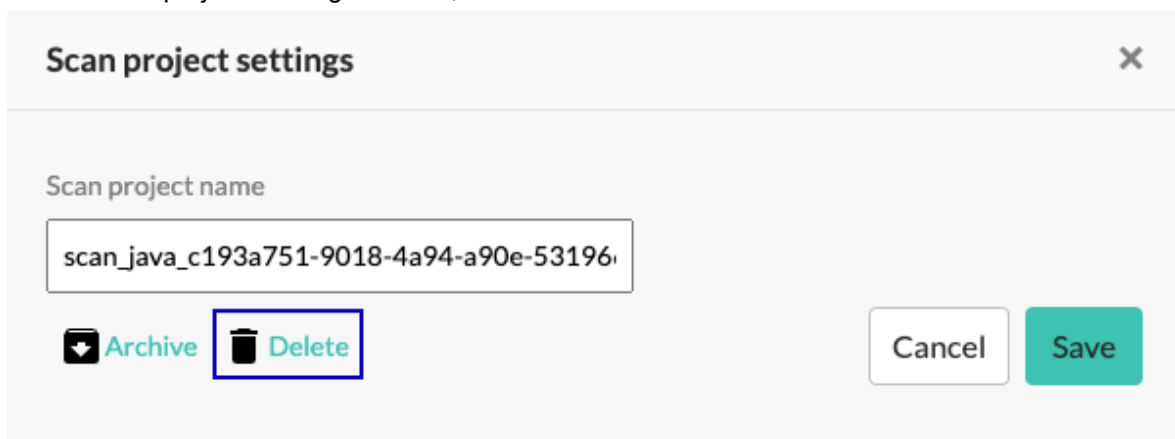 Scan project settings
Scan project name
scan_java_c193a751-9018-4a94-a90e-53196
Archive Delete Cancel Save